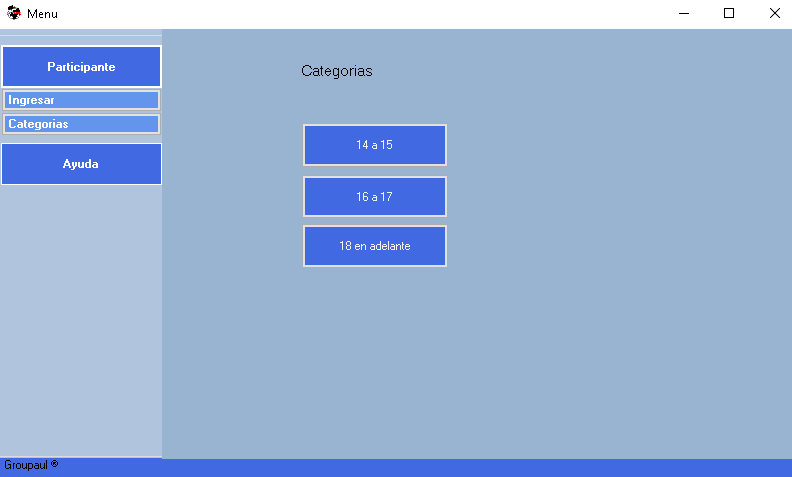 Menu
Participante
Ingresar
Categorias
Ayuda
Categorias
14 a 15
16 a 17
18 en adelante
Groupaul ®